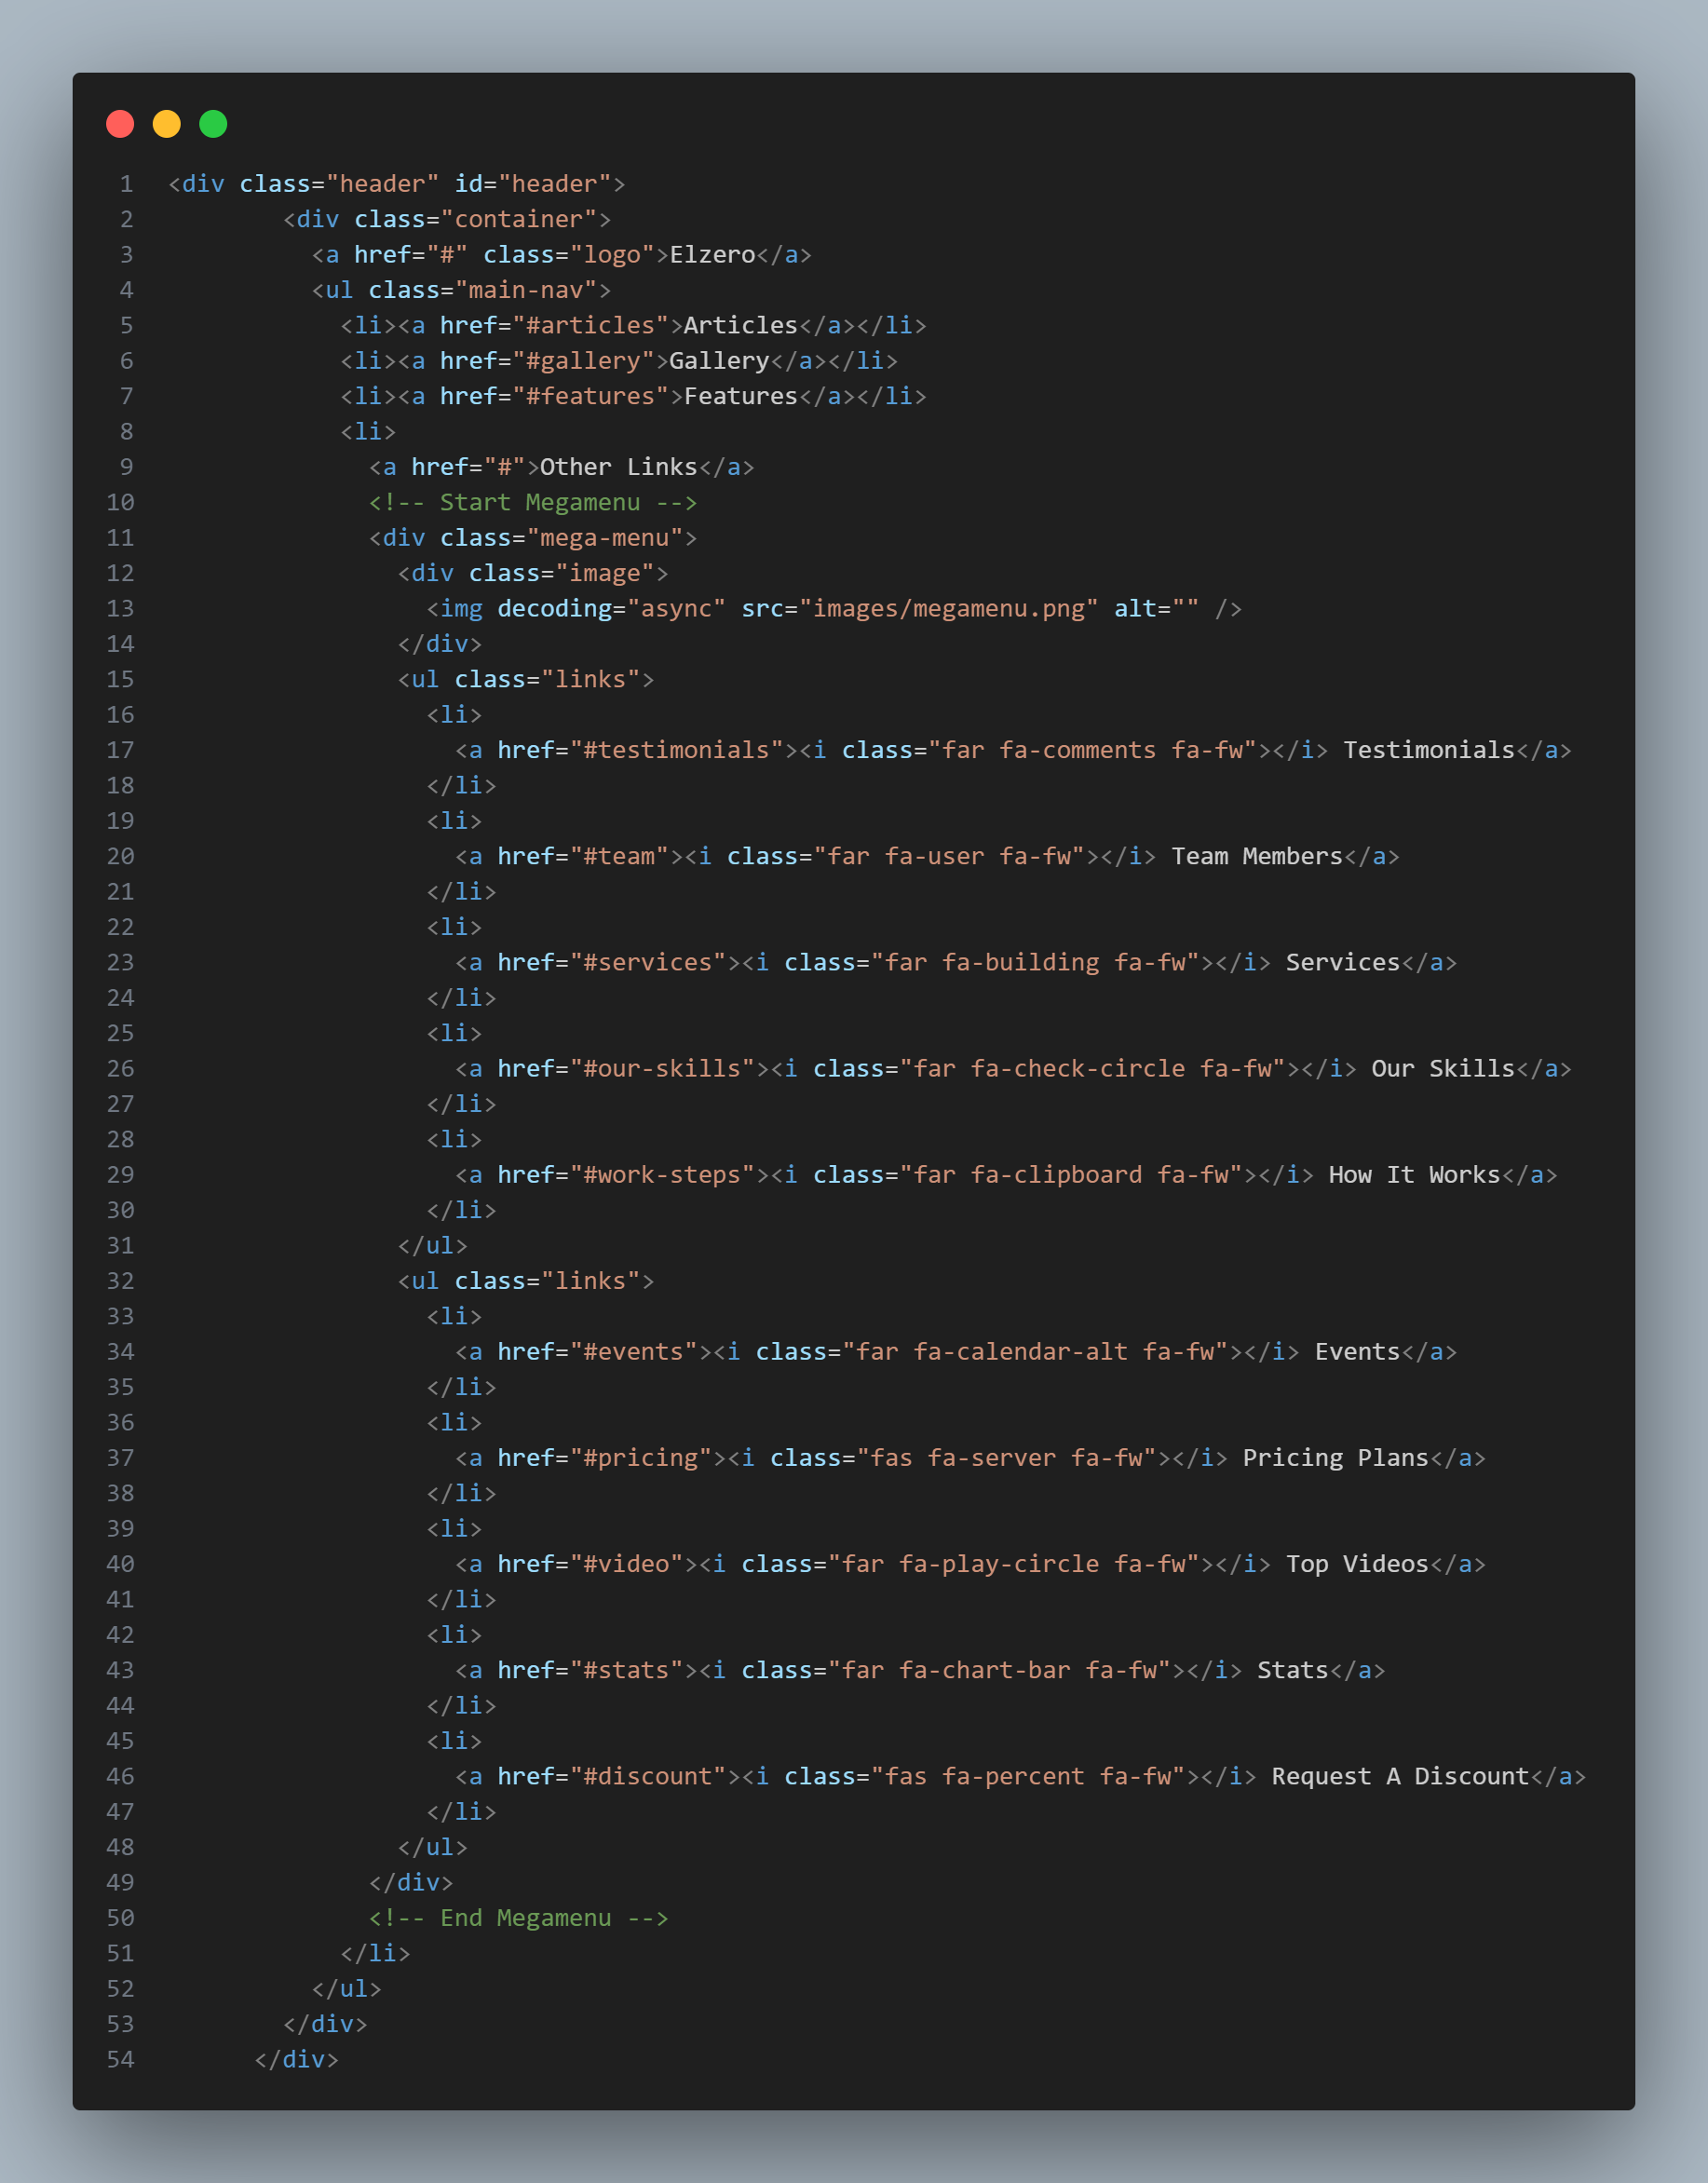 1 <div class="header" id="header">
2 <div class="container">
3 <a href="#" class="logo">Elzero</a>
4 <ul class="main-nav">
5 <li><a href="#articles">Articles</a></li>
6 <li><a href="#gallery">Gallery</a></li>
7 <li><a href="#features">Features</a></li>
8 <li>
9 <a href="#">Other Links</a>
10 <!-- Start Megamenu -->
11 <div class="mega-menu">
12 <div class="image">
13 <img decoding="async" src="images/megamenu.png" alt="" />
14 </div>
15 <ul class="links">
16 <li>
17 <a href="#testimonials"><i class="far fa-comments fa-fw"></i> Testimonials</a>
18 </li>
19 <li>
20 <a href="#team"><i class="far fa-user fa-fw"></i> Team Members</a>
21 </li>
22 <li>
23 <a href="#services"><i class="far fa-building fa-fw"></i> Services</a>
24 </li>
25 <li>
26 <a href="#our-skills"><i class="far fa-check-circle fa-fw"></i> Our Skills</a>
27 </li>
28 <li>
29 <a href="#work-steps"><i class="far fa-clipboard fa-fw"></i> How It Works</a>
30 </li>
31 </ul>
32 <ul class="links">
33 <li>
34 <a href="#events"><i class="far fa-calendar-alt fa-fw"></i> Events</a>
35 </li>
36 <li>
37 <a href="#pricing"><i class="fas fa-server fa-fw"></i> Pricing Plans</a>
38 </li>
39 <li>
40 <a href="#video"><i class="far fa-play-circle fa-fw"></i> Top Videos</a>
41 </li>
42 <li>
43 <a href="#stats"><i class="far fa-chart-bar fa-fw"></i> Stats</a>
44 </li>
45 <li>
46 <a href="#discount"><i class="fas fa-percent fa-fw"></i> Request A Discount</a>
47 </li>
48 </ul>
49 </div>
50 <!-- End Megamenu -->
51 </li>
52 </ul>
53 </div>
54 </div>